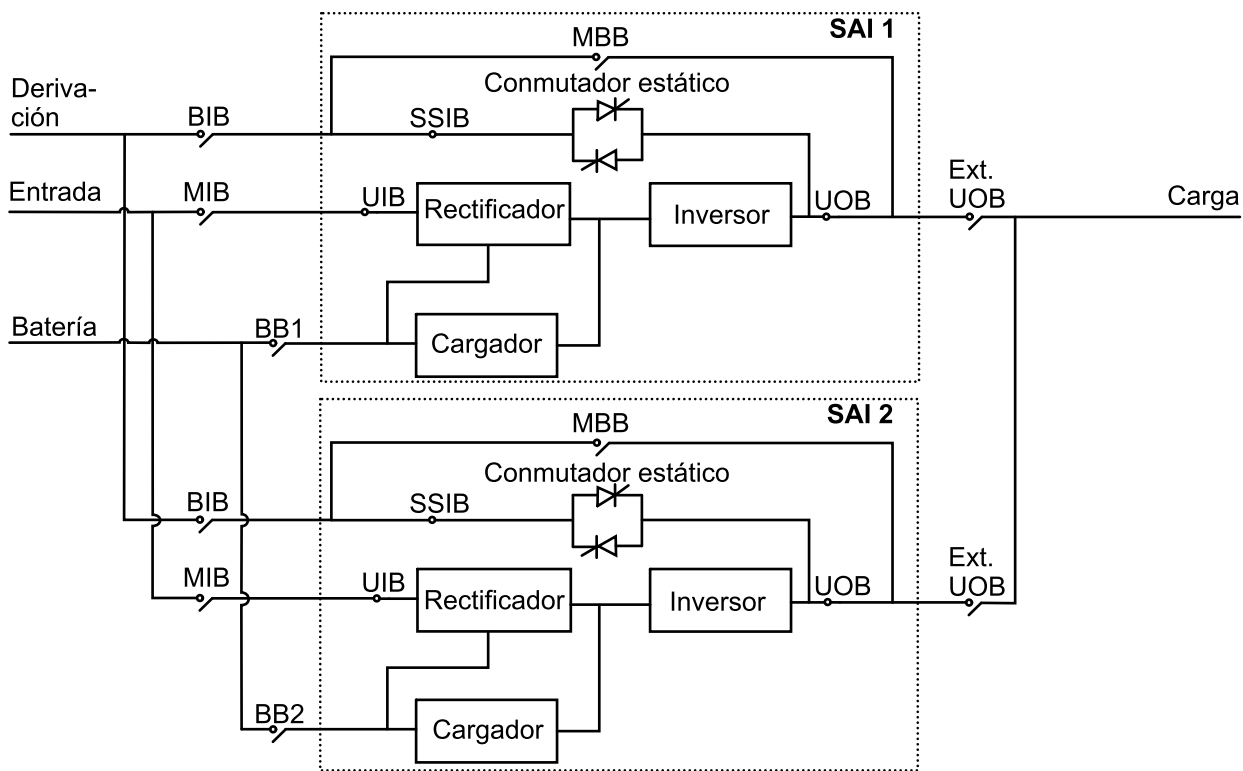 SAI 1
MBB
Conmutador estático
Deriva-
ción
BIB
SSIB
Entrada
MIB
UIB
Rectificador
Inversor
UOB
Ext.
UOB
Carga
Batería
BB1
Cargador
SAI 2
MBB
Conmutador estático
BIB
SSIB
MIB
UIB
Rectificador
Inversor
UOB
Ext.
UOB
BB2
Cargador